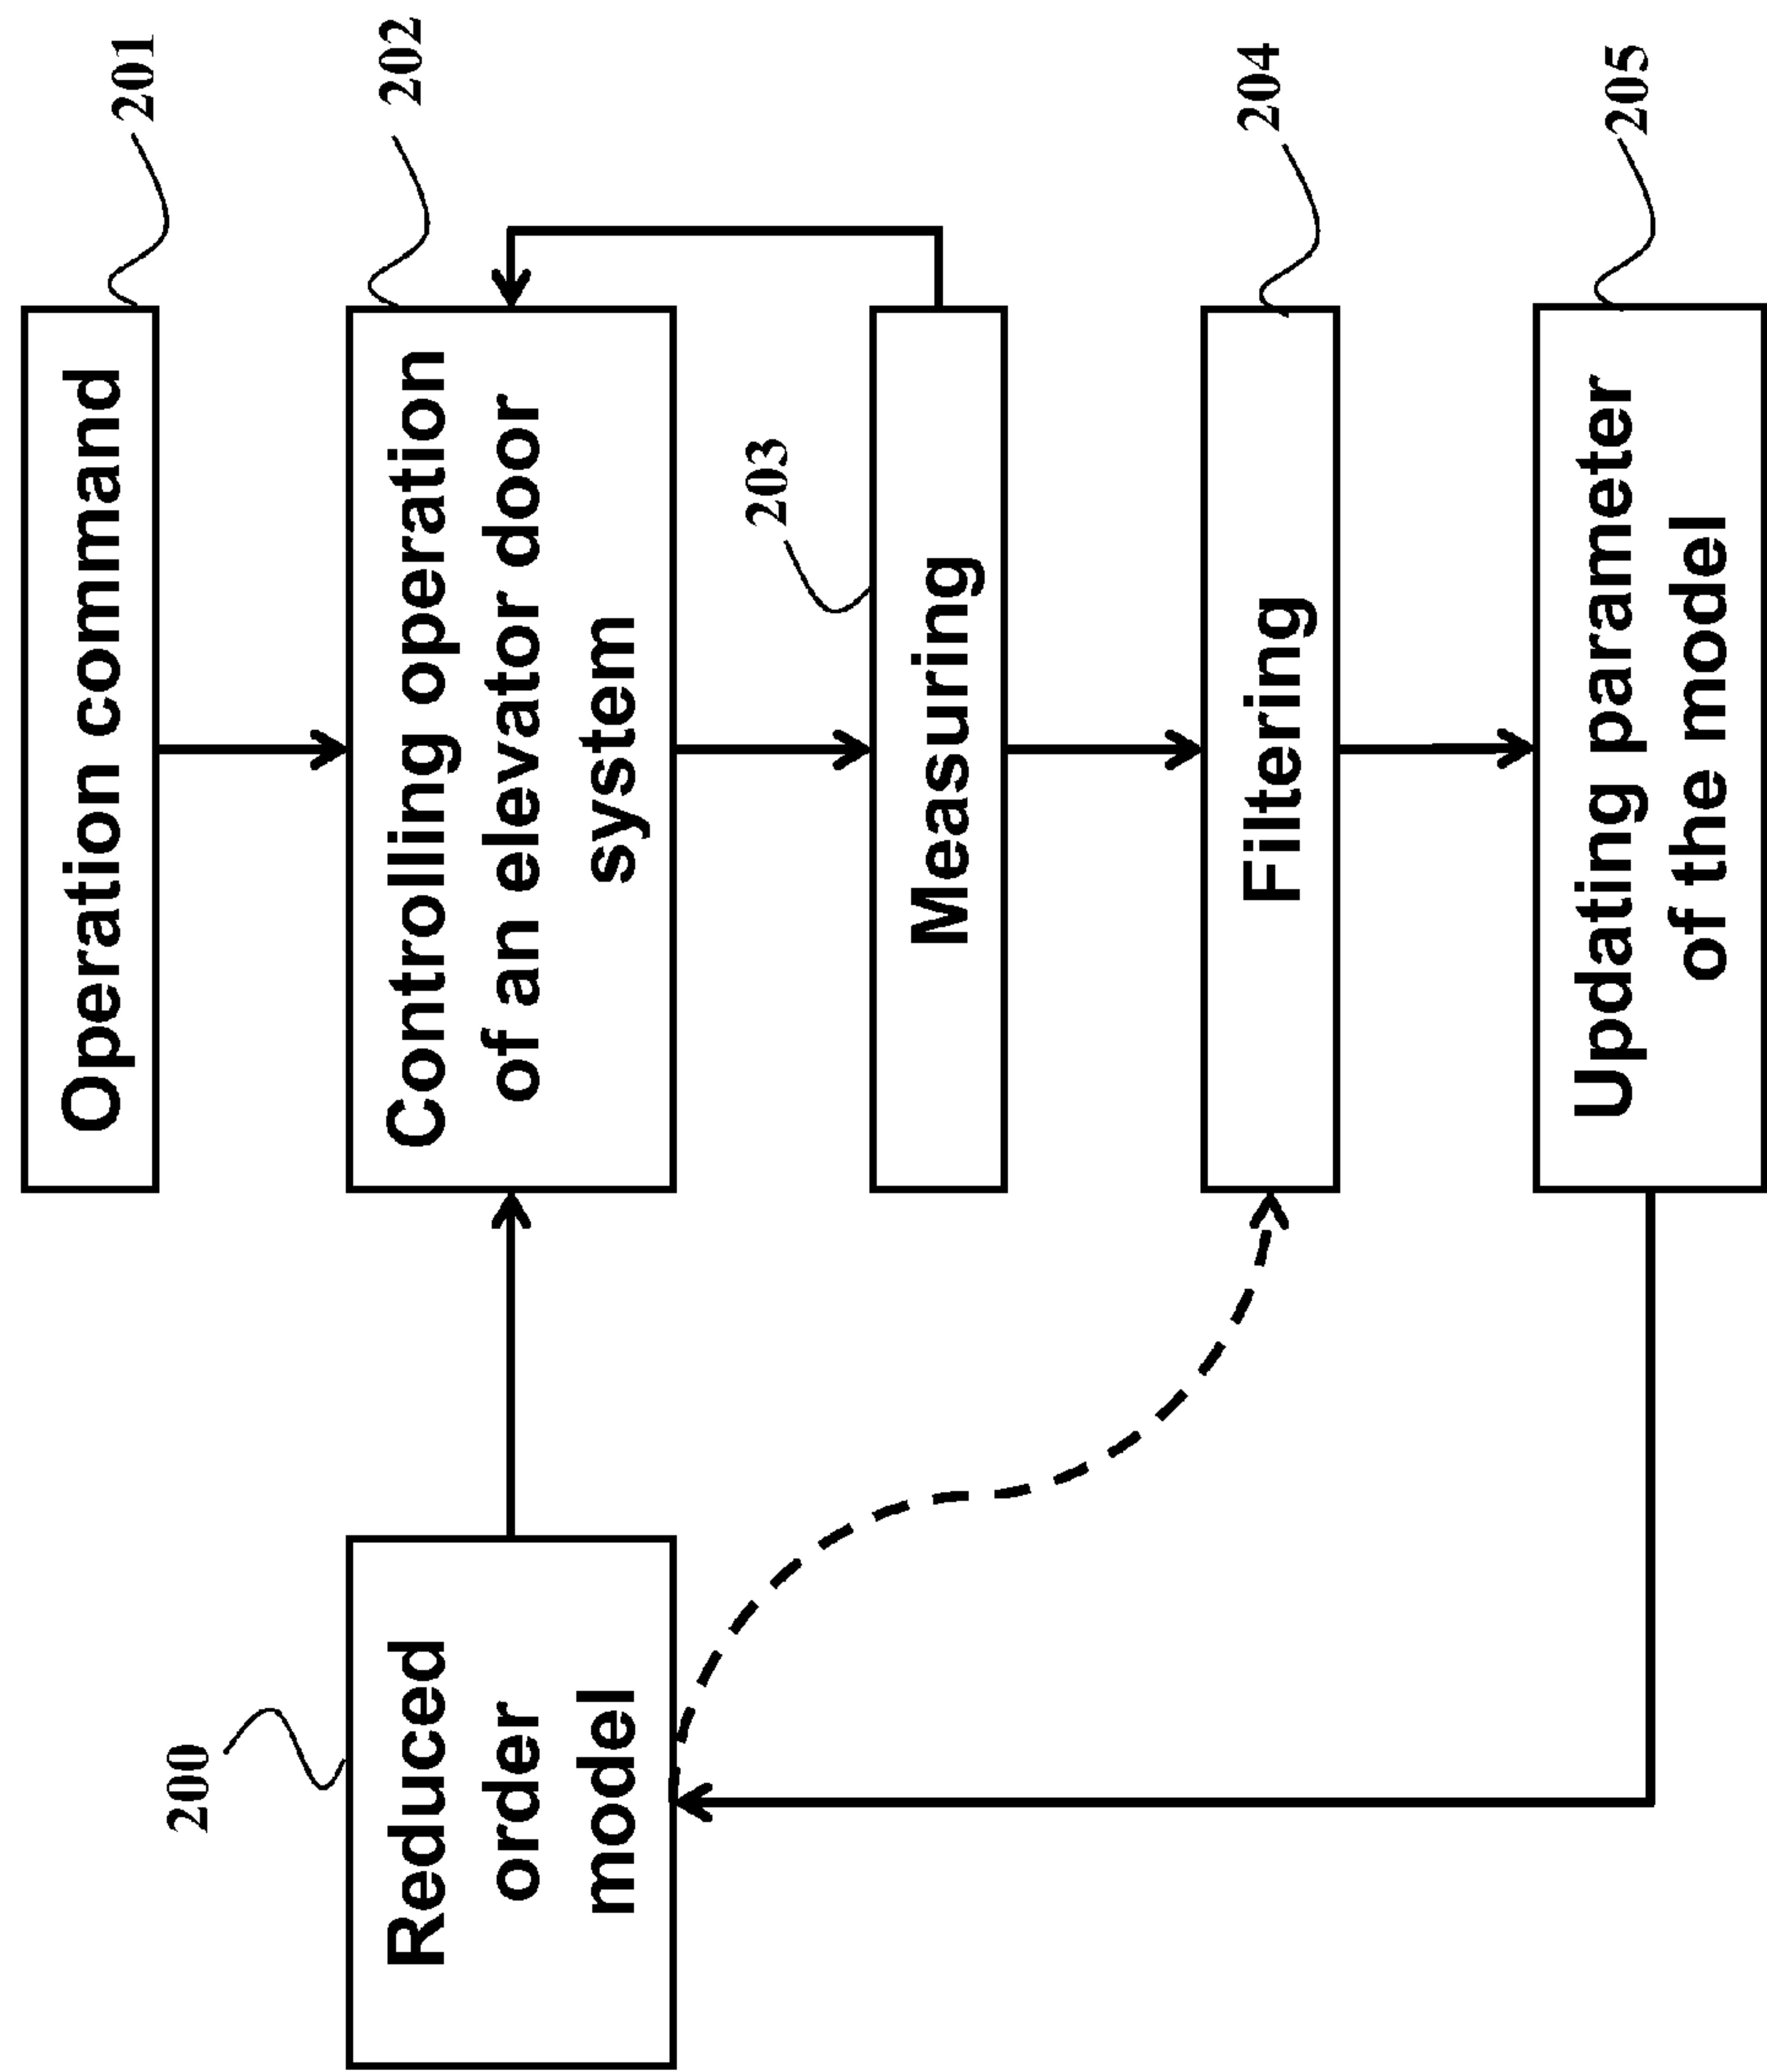 Operation command
201
Controlling operation
of an elevator door
system
202
Reduced
order
model
200
Measuring
203
Filtering
204
Updating parameter
of the model
205